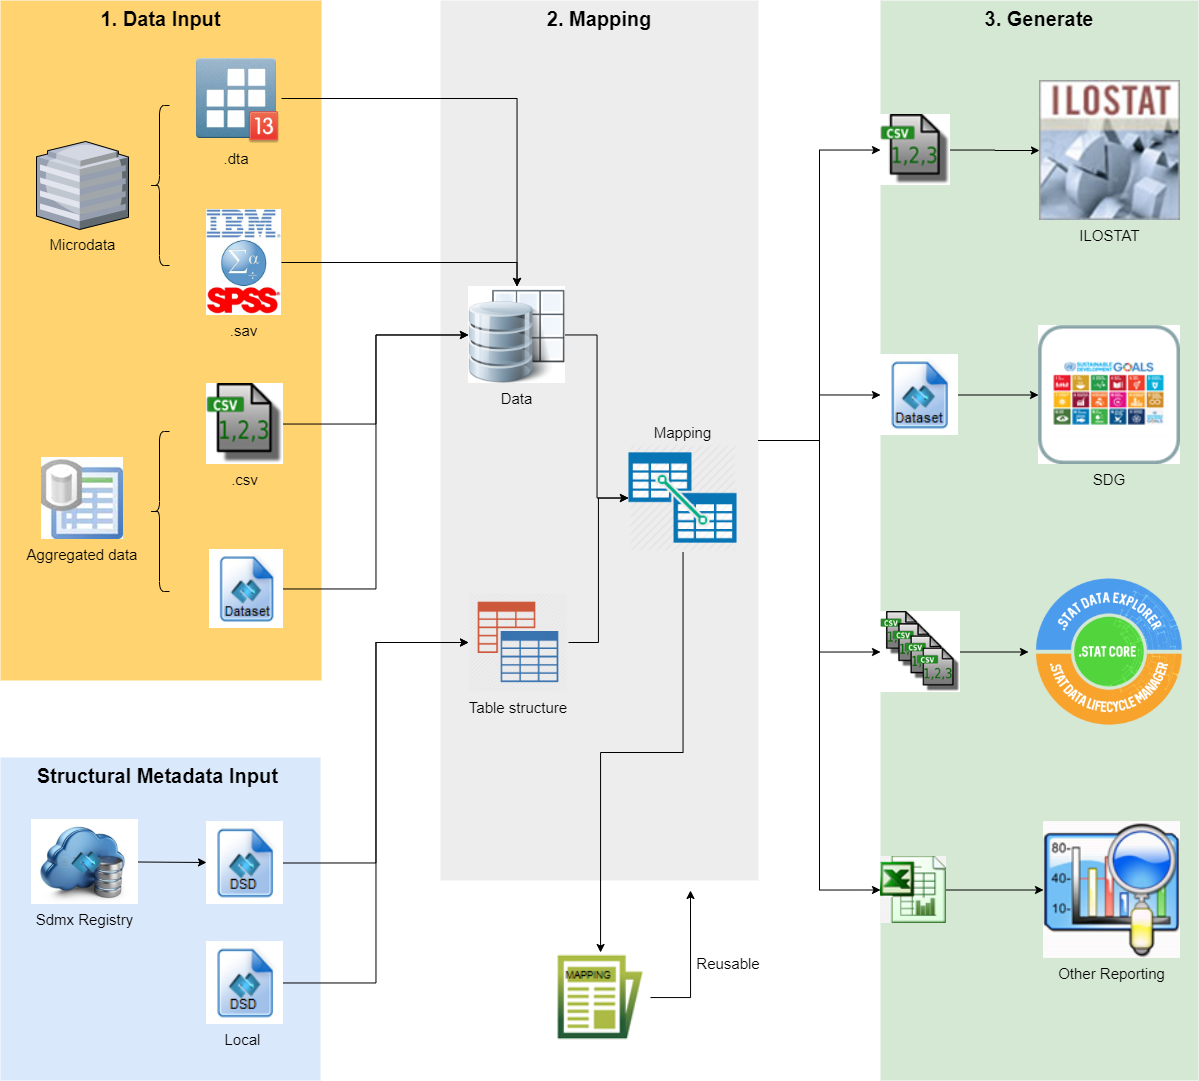 1. Data Input
13
.dta
Microdata
IBM
Σα
÷
SPSS
.sav
CSV
1,2,3
.csv
Aggregated data
Dataset
Structural Metadata Input
Sdmx Registry
DSD
DSD
Local
2. Mapping
Data
Mapping
Table structure
MAPPING
Reusable
3. Generate
CSV
1,2,3
ILOSTAT
ILOSTAT
Dataset
SUSTAINABLE
DEVELOPMENT GOALS
SDG
CSV
CSV
CSV
CSV
1,2,3
.STAT DATA EXPLORER
.STAT CORE
.STAT DATA LIFECYCLE MANAGER
X
80-
40-
10-
Other Reporting